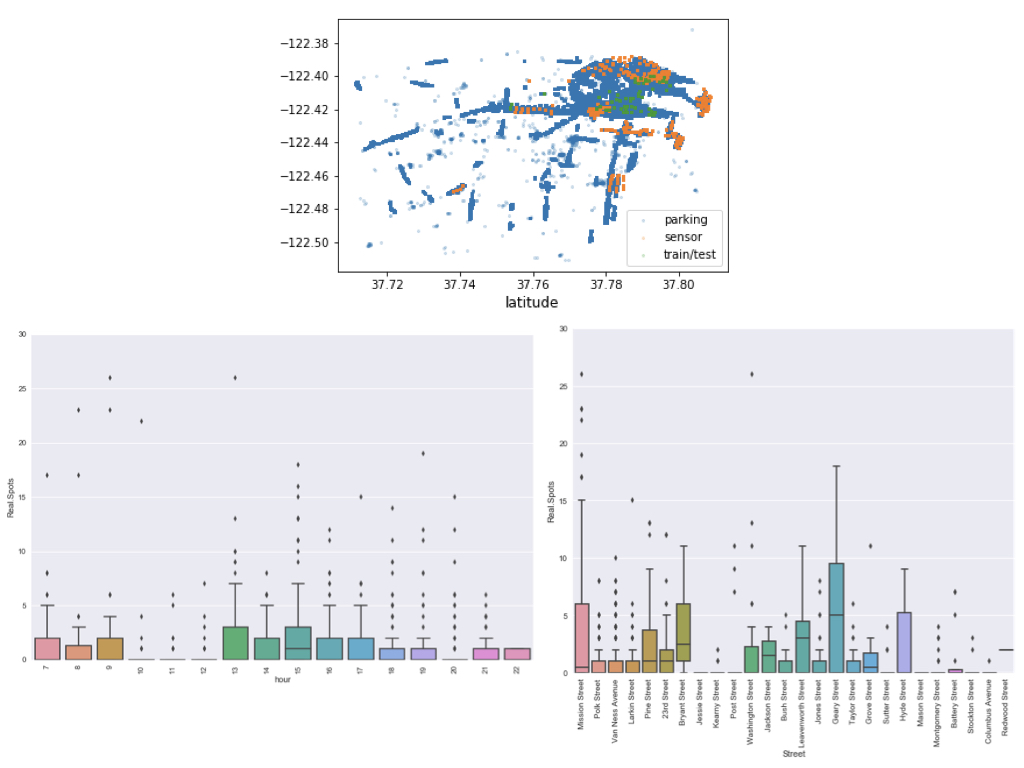 −122.38
−122.40
−122.42
−122.44
−122.46
−122.48
−122.50
parking
sensor
train/test
37.72 37.74 37.76 37.78 37.80
latitude
30
25
20
15
10
5
0
Real.Spots
7 8 9 10 11 12 13 14 15 16 17 18 19 20 21 22
hour
30
25
20
15
10
5
0
Real.Spots
Mission Street
Polk Street
Van Ness Avenue
Larkin Street
Pine Street
23rd Street
Bryant Street
Jessie Street
Kearny Street
Post Street
Washington Street
Jackson Street
Bush Street
Leavenworth Street
Jones Street
Geary Street
Taylor Street
Grove Street
Sutter Street
Hyde Street
Mason Street
Montgomery Street
Battery Street
Stockton Street
Columbus Avenue
Redwood Street
Street